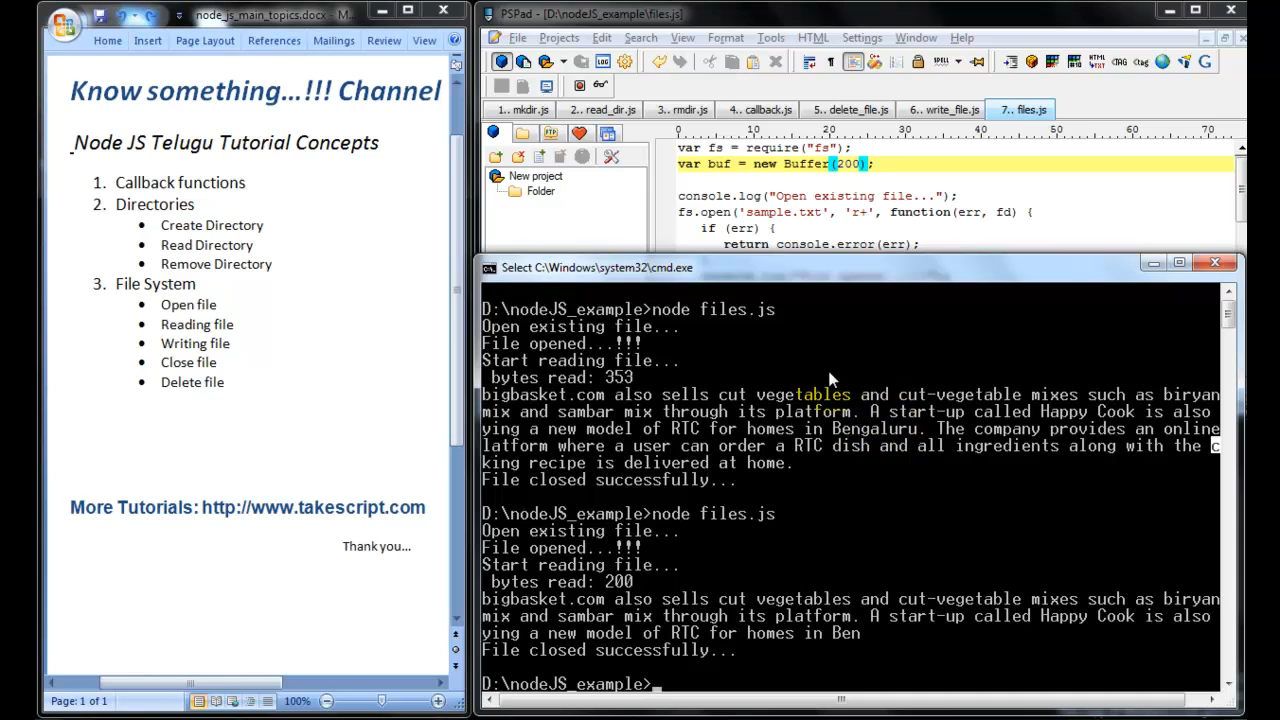 node_js_main_topics.docx - M...
Home Insert Page Layout References Mailings Review View
Know something...!!! Channel
Node JS Telugu Tutorial Concepts
1. Callback functions
2. Directories
• Create Directory
• Read Directory
• Remove Directory
3. File System
• Open file
• Reading file
• Writing file
• Close file
• Delete file
More Tutorials: http://www.takescript.com
Thank you...
Page: 1 of 1 100%
PSPad - [D:\nodeJS_example\files.js]
File Projects Edit Search View Format Tools HTML Settings Window Help
1.. mkdir.js 2.. read_dir.js 3.. rmdir.js 4.. callback.js 5.. delete_file.js 6.. write_file.js 7.. files.js
0 10 20 30 40 50 60 70
New project
Folder
var fs = require("fs");
var buf = new Buffer(200);
console.log("Open existing file...");
fs.open('sample.txt', 'r+', function(err, fd) {
if (err) {
return console.error(err);
Select C:\Windows\system32\cmd.exe
D:\nodeJS_example>node files.js
Open existing file...
File opened...!!!
Start reading file...
bytes read: 353
bigbasket.com also sells cut vegetables and cut-vegetable mixes such as biryan
mix and sambar mix through its platform. A start-up called Happy Cook is also
ying a new model of RTC for homes in Bengaluru. The company provides an online
latform where a user can order a RTC dish and all ingredients along with the c
king recipe is delivered at home.
File closed successfully...
D:\nodeJS_example>node files.js
Open existing file...
File opened...!!!
Start reading file...
bytes read: 200
bigbasket.com also sells cut vegetables and cut-vegetable mixes such as biryan
mix and sambar mix through its platform. A start-up called Happy Cook is also
ying a new model of RTC for homes in Ben
File closed successfully...
D:\nodeJS_example>_